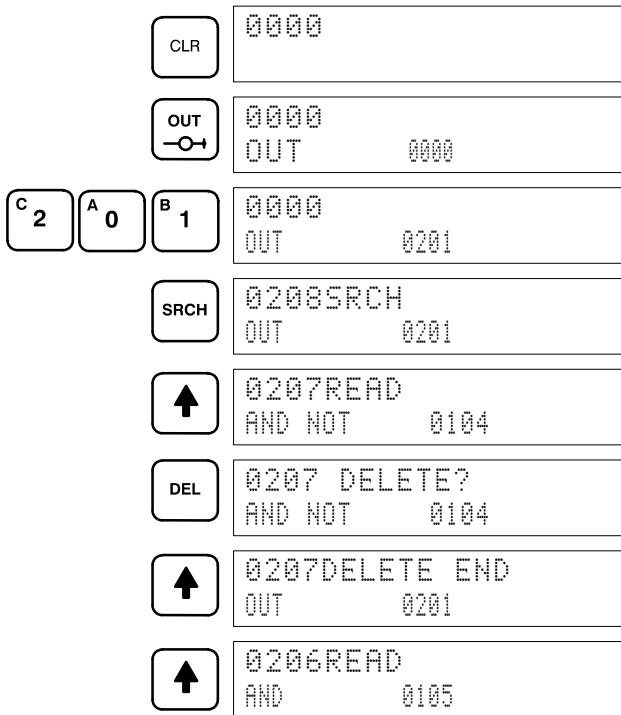 CLR
0000
OUT
0000
OUT 0000
C 2 A 0 B 1
0000
OUT 0201
SRCH
0208SRCH
OUT 0201
0207READ
AND NOT 0104
DEL
0207 DELETE?
AND NOT 0104
0207DELETE END
OUT 0201
0206READ
AND 0105